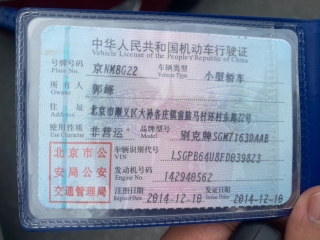 中华人民共和国机动车行驶证
Vehicle License of the People's Republic of China
号牌号码 京NM8G22 车辆类型 小型轿车
Plate No. Vehicle Type
所有人 郭峰
Owner
住址 北京市顺义区大孙各庄镇
使用性质 非营运 品牌型号 别克牌SGM7163DAAB
Use Character
北京市公 车辆识别代号 LSGPB64U8FD039823
VIN
安局公安 发动机号码 142940562
Engine No.
交通管理局 注册日期 2014-12-10 发证日期 2014-12-10
Register Date Issue Date